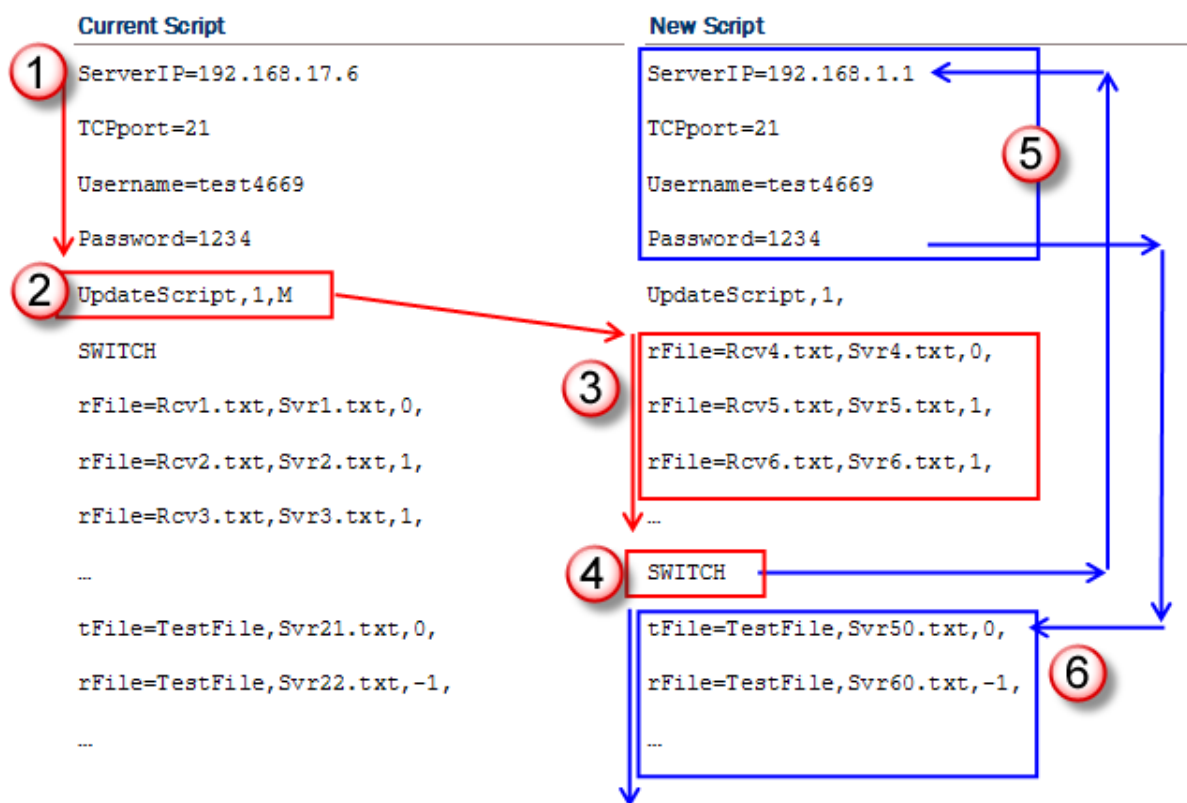 Current Script
1
ServerIP=192.168.17.6
TCPport=21
Username=test4669
Password=1234
2
UpdateScript,1,M
SWITCH
rFile=Rcv1.txt,Svr1.txt,0,
rFile=Rcv2.txt,Svr2.txt,1,
rFile=Rcv3.txt,Svr3.txt,1,
…
tFile=TestFile,Svr21.txt,0,
rFile=TestFile,Svr22.txt,-1,
…
New Script
ServerIP=192.168.1.1
TCPport=21
5
Username=test4669
Password=1234
UpdateScript,1,
rFile=Rcv4.txt,Svr4.txt,0,
3
rFile=Rcv5.txt,Svr5.txt,1,
rFile=Rcv6.txt,Svr6.txt,1,
…
4
SWITCH
tFile=TestFile,Svr50.txt,0,
6
rFile=TestFile,Svr60.txt,-1,
…